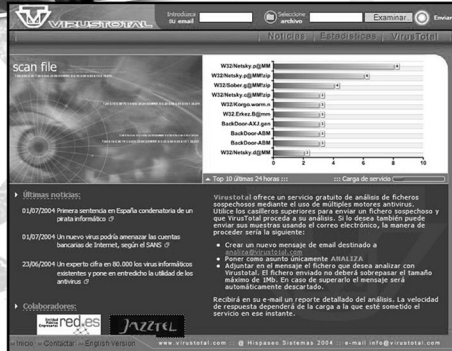 VIRUSTOTAL
Introduzca su email
Seleccione archivo
Examinar...
Enviar
Noticias | Estadísticas | VirusTotal
scan file
W32/Netsky.p@MM
W32/Netsky.p@MM!zip
W32/Sober.g@MM!zip
W32/Netsky.c@MM!zip
W32/Korgo.worm.n
W32.Erkez.B@mm
BackDoor-AXJ.gen
BackDoor-ABM
BackDoor-ABM
W32/Netsky.d@MM
0 2 4 6 8 10
Top 10 últimas 24 horas :::
::: Carga de servicio
Últimas noticias:
01/07/2004 Primera sentencia en España condenatoria de un
pirata informático
01/07/2004 Un nuevo virus podría amenazar las cuentas
bancarias de Internet, según el SANS
23/06/2004 Un experto cifra en 80.000 los virus informáticos
existentes y pone en entredicho la utilidad de los
antivirus
Colaboradores:
red.es
JAZZTEL
Virustotal ofrece un servicio gratuito de análisis de ficheros
sospechosos mediante el uso de múltiples motores antivirus.
Utilice los casilleros superiores para enviar un fichero sospechoso y
que VirusTotal proceda a su análisis. Si lo desea también puede
enviar sus muestras usando el correo electrónico, la manera de
proceder sería la siguiente:
• Crear un nuevo mensaje de email destinado a
analiza@virustotal.com
• Poner como asunto únicamente ANALIZA
• Adjuntar en el mensaje el fichero que desea analizar con
Virustotal. El fichero enviado no deberá sobrepasar el tamaño
máximo de 1Mb. En caso de superarlo el mensaje será
automáticamente descartado.
Recibirá en su e-mail un reporte detallado del análisis. La velocidad
de respuesta dependerá de la carga a la que esté sometido el
servicio en ese instante.
Inicio -- Contactar -- English Version
www.virustotal.com :: @ Hispasec Sistemas 2004 ::: e-mail info@virustotal.com